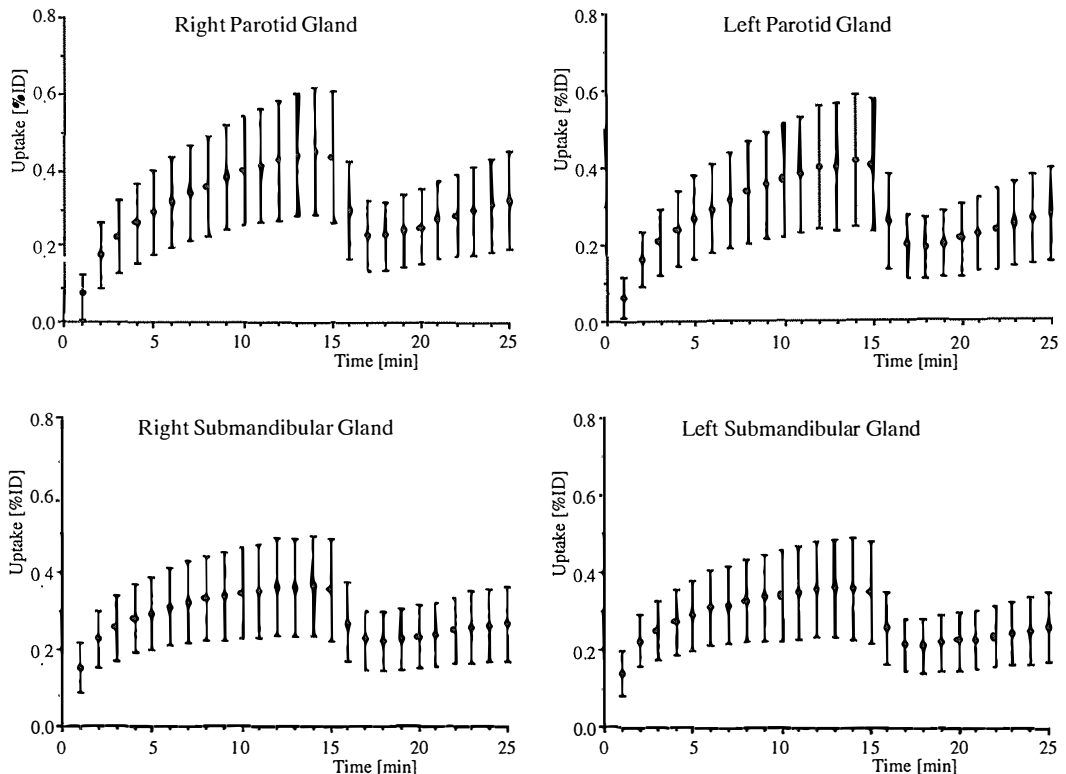 Right Parotid Gland
Uptake [%ID]
0.8
0.6
0.4
0.2
0.0
0 5 10 15 20 25
Time [min]
Left Parotid Gland
Uptake [%ID]
0.8
0.6
0.4
0.2
0.0
0 5 10 15 20 25
Time [min]
Right Submandibular Gland
Uptake [%ID]
0.8
0.6
0.4
0.2
0.0
0 5 10 15 20 25
Time [min]
Left Submandibular Gland
Uptake [%ID]
0.8
0.6
0.4
0.2
0.0
0 5 10 15 20 25
Time [min]